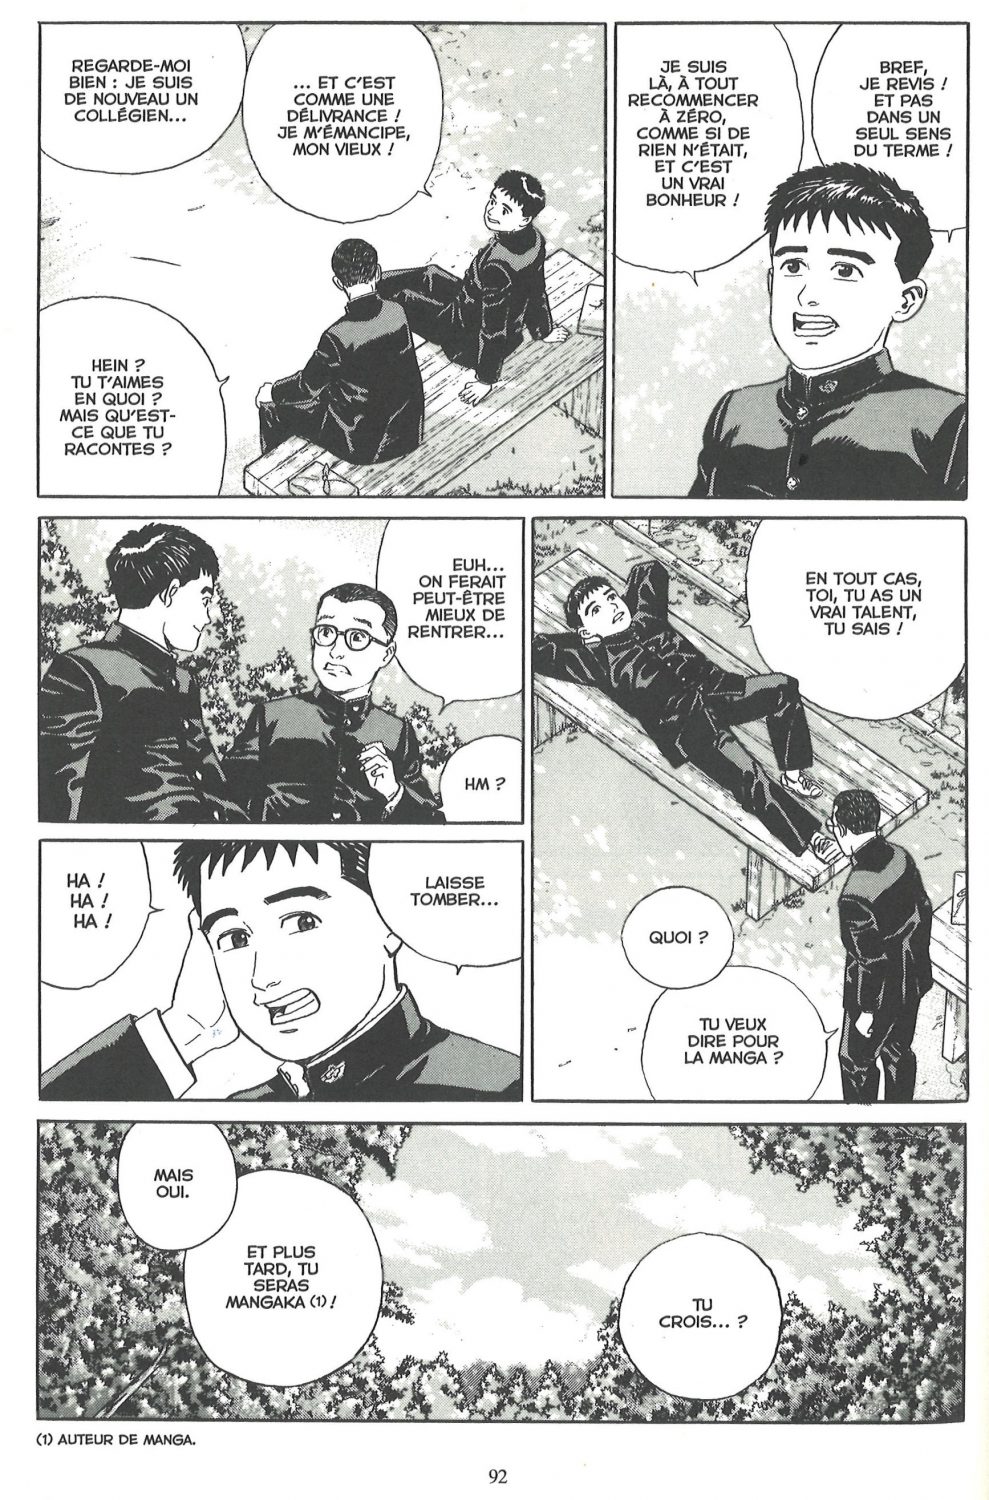 REGARDE-MOI
BIEN : JE SUIS
DE NOUVEAU UN
COLLÉGIEN...
... ET C'EST
COMME UNE
DÉLIVRANCE !
JE M'ÉMANCIPE,
MON VIEUX !
HEIN ?
TU T'AIMES
EN QUOI ?
MAIS QU'EST-
CE QUE TU
RACONTES ?
JE SUIS
LÀ, À TOUT
RECOMMENCER
À ZÉRO,
COMME SI DE
RIEN N'ÉTAIT,
ET C'EST
UN VRAI
BONHEUR !
BREF,
JE REVIS !
ET PAS
DANS UN
SEUL SENS
DU TERME !
EUH...
ON FERAIT
PEUT-ÊTRE
MIEUX DE
RENTRER...
HM ?
HA !
HA !
HA !
LAISSE
TOMBER...
EN TOUT CAS,
TOI, TU AS UN
VRAI TALENT,
TU SAIS !
QUOI ?
TU VEUX
DIRE POUR
LA MANGA ?
MAIS
OUI.
ET PLUS
TARD, TU
SERAS
MANGAKA (1) !
TU
CROIS... ?
(1) AUTEUR DE MANGA.
92